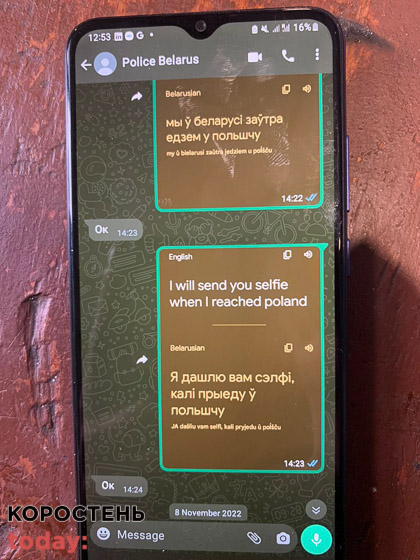 12:53
16%
Police Belarus
Belarusian
мы ў беларусі заўтра
едзем у польшчу
my ŭ bielarusi zaŭtra jedziem u poĺšču
14:22
Ок 14:23
English
I will send you selfie
when I reached poland
Belarusian
Я дашлю вам сэлфі,
калі прыеду ў
польшчу
JA dašliu vam selfi, kali pryjedu ŭ poĺšču
14:23
Ок 14:24
8 November 2022
Message
КОРОСТЕНЬ
today: